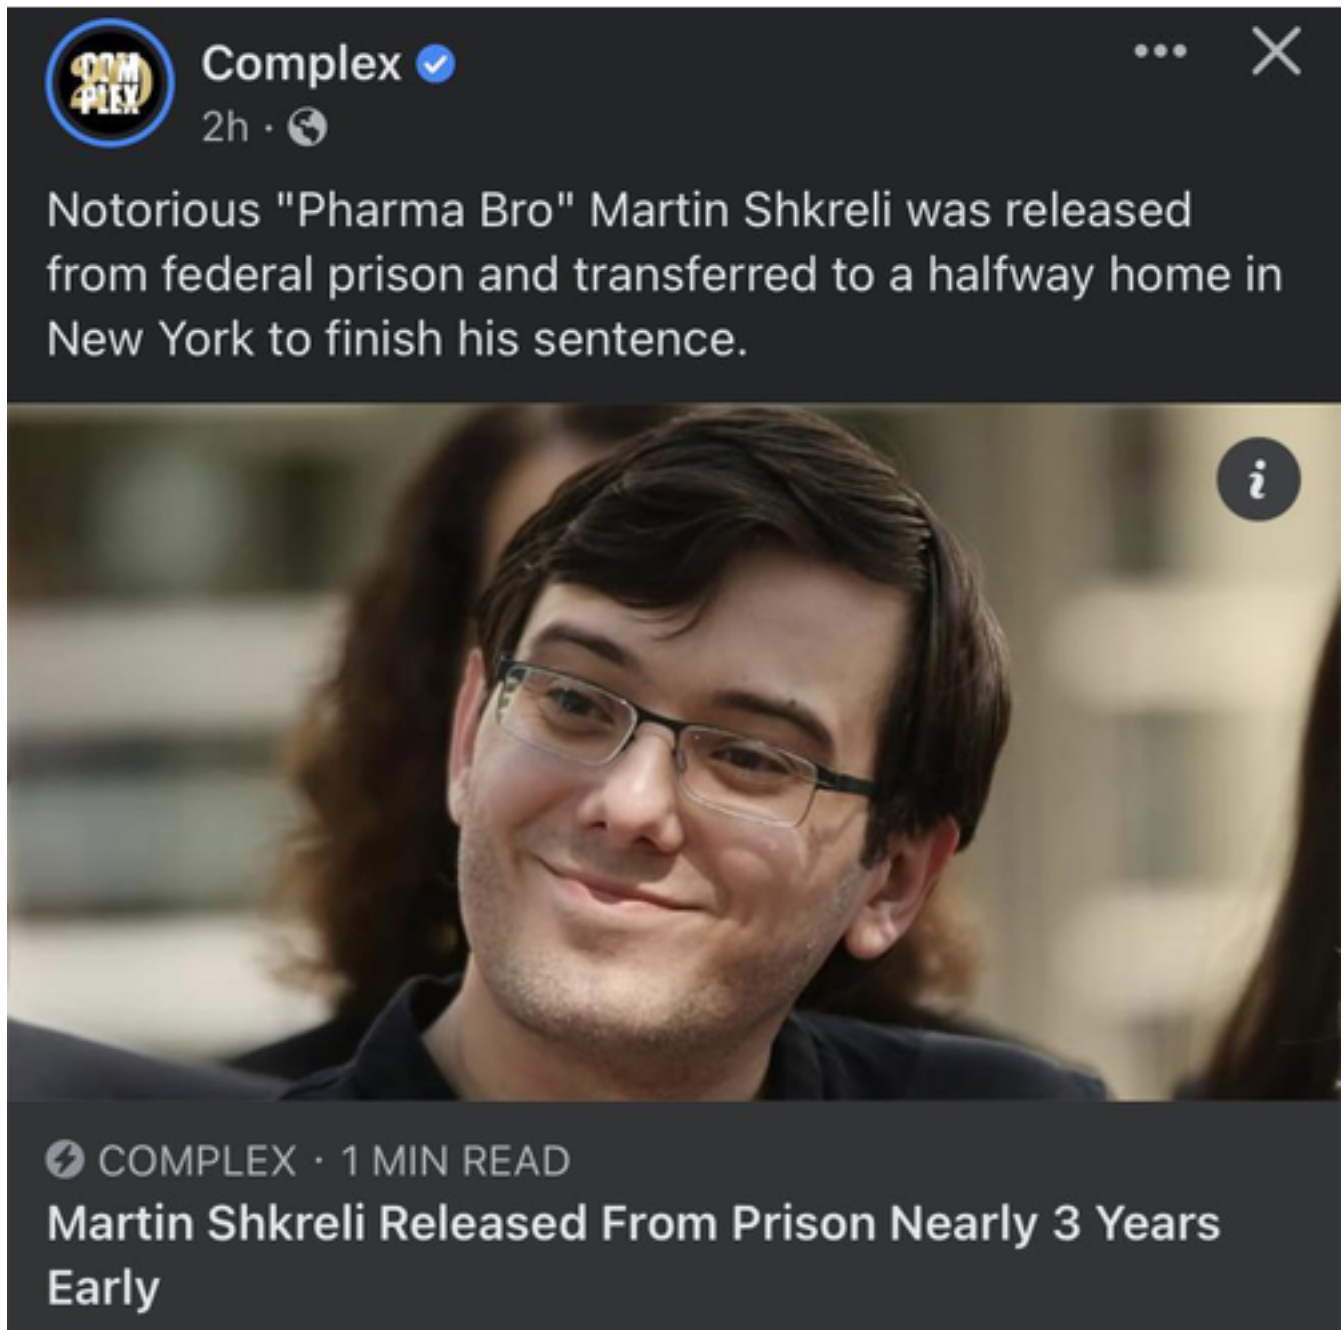 COMPLEX
Complex
2h ·
Notorious "Pharma Bro" Martin Shkreli was released
from federal prison and transferred to a halfway home in
New York to finish his sentence.
i
COMPLEX · 1 MIN READ
Martin Shkreli Released From Prison Nearly 3 Years
Early